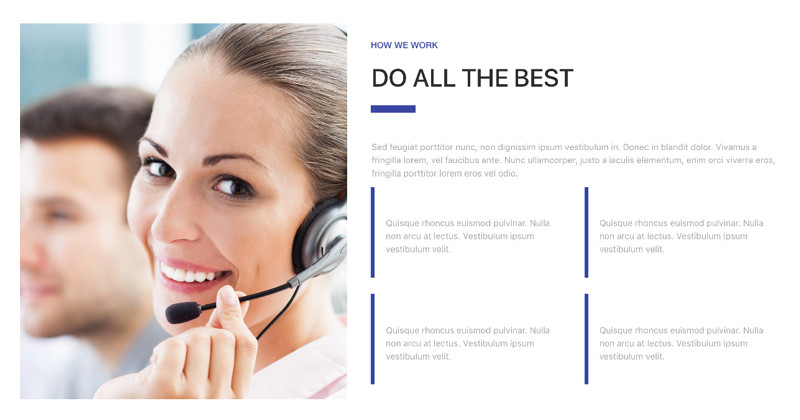 HOW WE WORK
DO ALL THE BEST
Sed feugiat porttitor nunc, non dignissim ipsum vestibulum in. Donec in blandit dolor. Vivamus a
fringilla lorem, vel faucibus ante. Nunc ullamcorper, justo a iaculis elementum, enim orci viverra eros,
fringilla porttitor lorem eros vel odio.
Quisque rhoncus euismod pulvinar. Nulla
non arcu at lectus. Vestibulum ipsum
vestibulum velit.
Quisque rhoncus euismod pulvinar. Nulla
non arcu at lectus. Vestibulum ipsum
vestibulum velit.
Quisque rhoncus euismod pulvinar. Nulla
non arcu at lectus. Vestibulum ipsum
vestibulum velit.
Quisque rhoncus euismod pulvinar. Nulla
non arcu at lectus. Vestibulum ipsum
vestibulum velit.